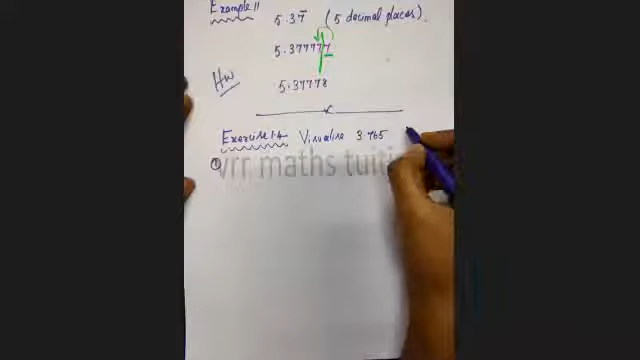 Example 11
5.37̅ (5 decimal places)
5.377777
HW
5.37778
Exercise 1.4 Visualise 3.765
①
vrr maths tuiti